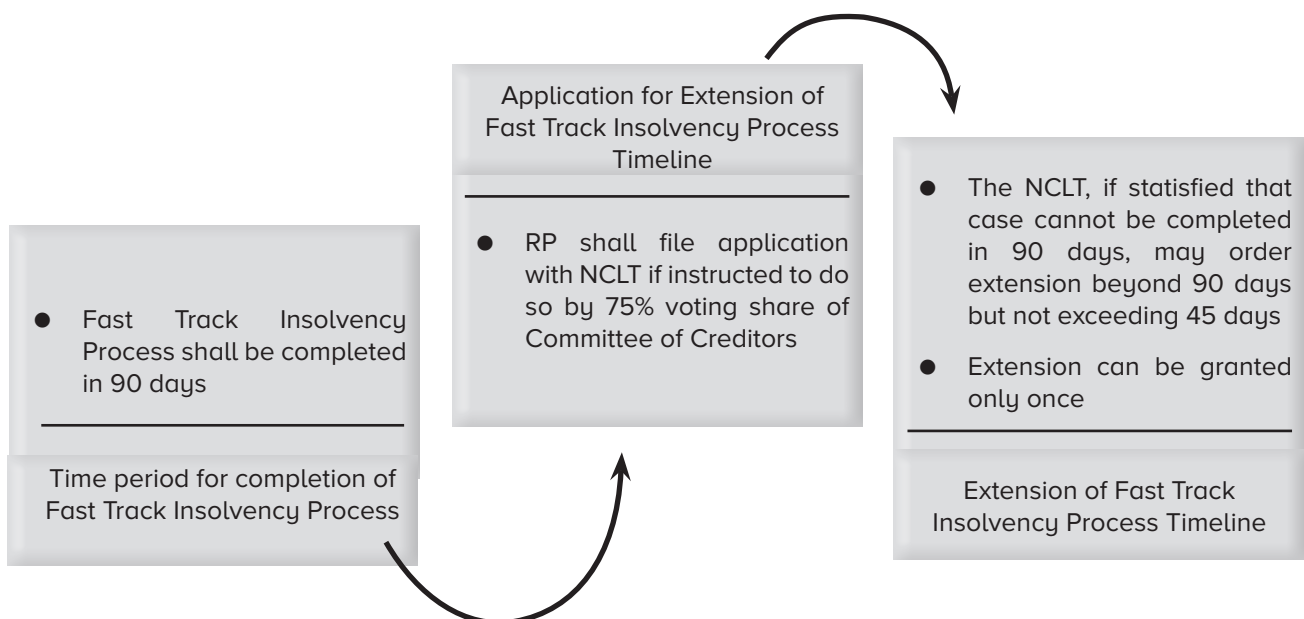 ● Fast Track Insolvency
Process shall be completed
in 90 days
Time period for completion of
Fast Track Insolvency Process
Application for Extension of
Fast Track Insolvency Process
Timeline
● RP shall file application
with NCLT if instructed to do
so by 75% voting share of
Committee of Creditors
● The NCLT, if statisfied that
case cannot be completed
in 90 days, may order
extension beyond 90 days
but not exceeding 45 days
● Extension can be granted
only once
Extension of Fast Track
Insolvency Process Timeline